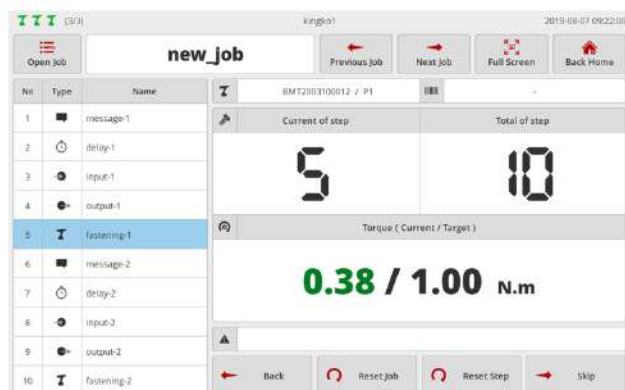 (3/3) kingko1 2019-08-07 09:22:00
Open Job
new_job
Previous Job
Next Job
Full Screen
Back Home
No Type Name
1 message-1
2 delay-1
3 input-1
4 output-1
5 fastening-1
6 message-2
7 delay-2
8 input-2
9 output-2
10 fastening-2
BMT2003100012 / P1 -
Current of step Total of step
5 10
Torque ( Current / Target )
0.38 / 1.00 N.m
Back Reset Job Reset Step Skip